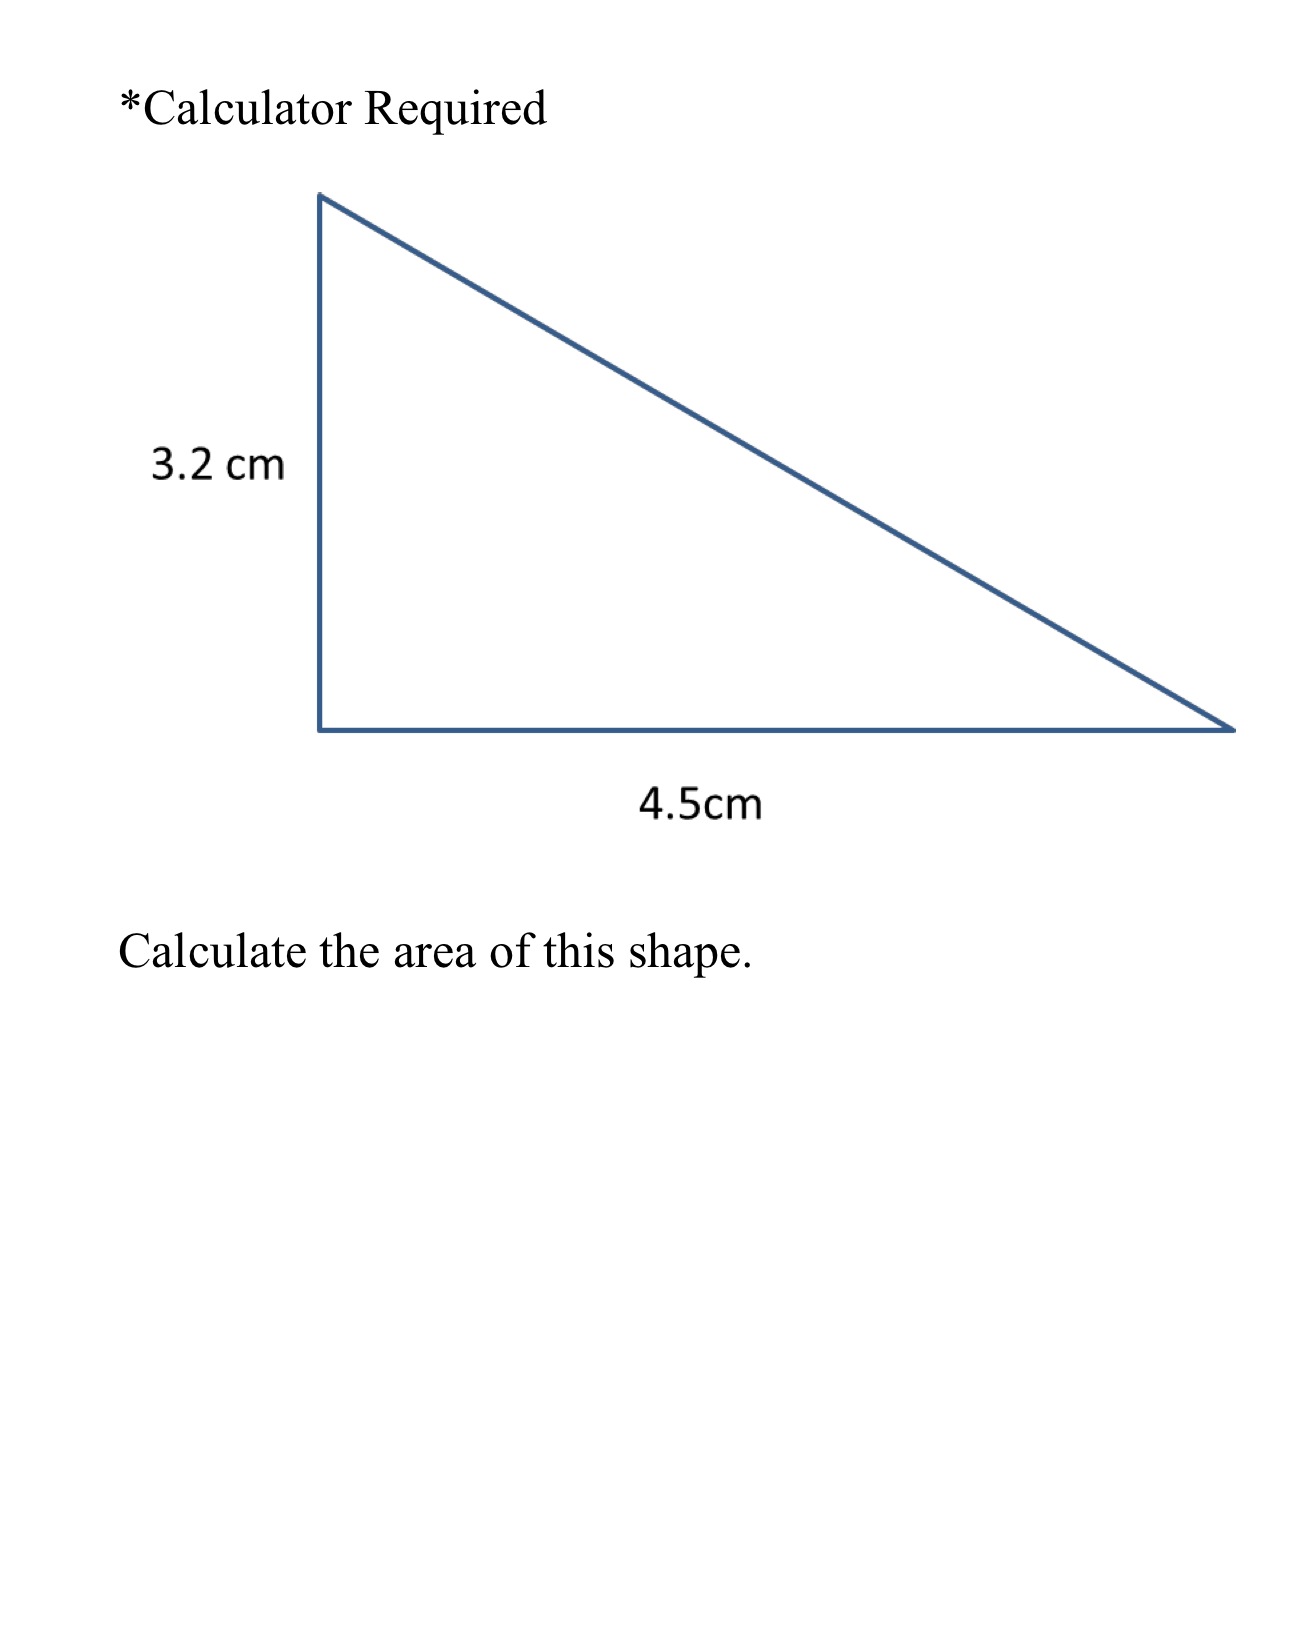 *Calculator Required
3.2 cm
4.5cm
Calculate the area of this shape.